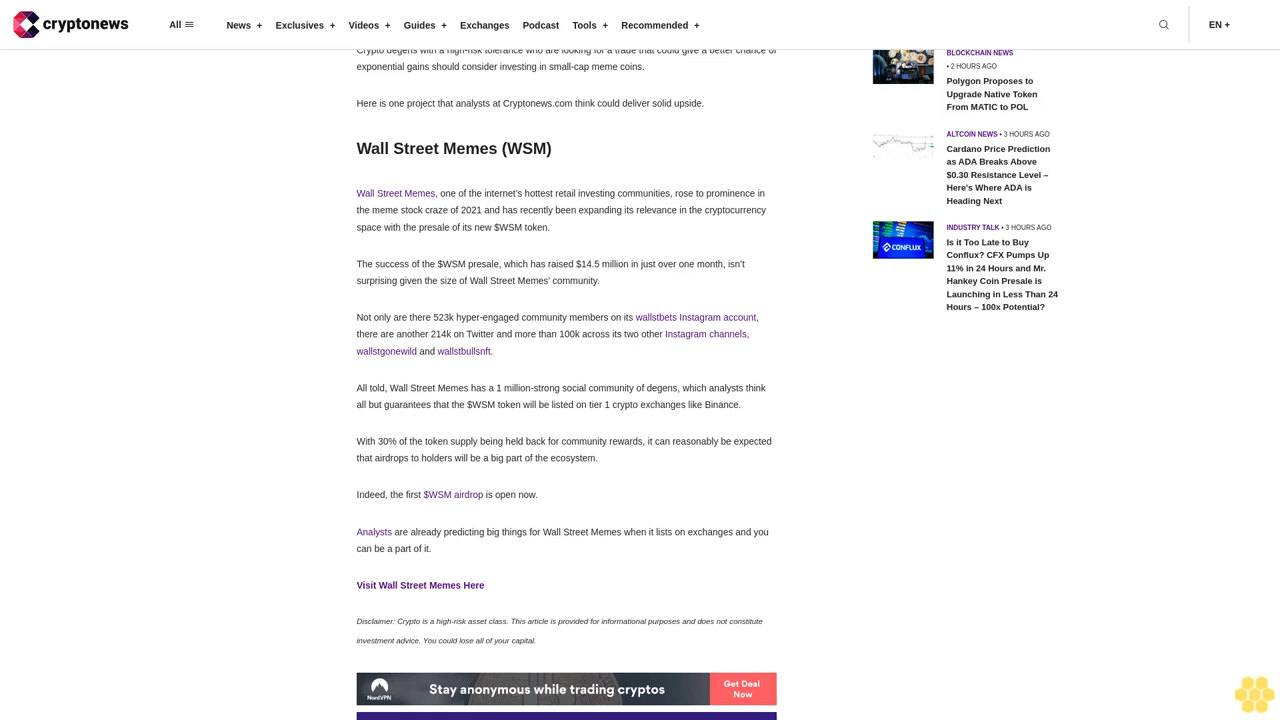 cryptonews
All
News +
Exclusives +
Videos +
Guides +
Exchanges
Podcast
Tools +
Recommended +
EN +
Crypto degens with a high-risk tolerance who are looking for a trade that could give a better chance of
exponential gains should consider investing in small-cap meme coins.
Here is one project that analysts at Cryptonews.com think could deliver solid upside.
Wall Street Memes (WSM)
Wall Street Memes, one of the internet’s hottest retail investing communities, rose to prominence in
the meme stock craze of 2021 and has recently been expanding its relevance in the cryptocurrency
space with the presale of its new $WSM token.
The success of the $WSM presale, which has raised $14.5 million in just over one month, isn’t
surprising given the size of Wall Street Memes’ community.
Not only are there 523k hyper-engaged community members on its wallstbets Instagram account,
there are another 214k on Twitter and more than 100k across its two other Instagram channels,
wallstgonewild and wallstbullsnft.
All told, Wall Street Memes has a 1 million-strong social community of degens, which analysts think
all but guarantees that the $WSM token will be listed on tier 1 crypto exchanges like Binance.
With 30% of the token supply being held back for community rewards, it can reasonably be expected
that airdrops to holders will be a big part of the ecosystem.
Indeed, the first $WSM airdrop is open now.
Analysts are already predicting big things for Wall Street Memes when it lists on exchanges and you
can be a part of it.
Visit Wall Street Memes Here
Disclaimer: Crypto is a high-risk asset class. This article is provided for informational purposes and does not constitute
investment advice. You could lose all of your capital.
NordVPN
Stay anonymous while trading cryptos
Get Deal
Now
BLOCKCHAIN NEWS
• 2 HOURS AGO
Polygon Proposes to
Upgrade Native Token
From MATIC to POL
ALTCOIN NEWS • 3 HOURS AGO
Cardano Price Prediction
as ADA Breaks Above
$0.30 Resistance Level –
Here's Where ADA is
Heading Next
CONFLUX
INDUSTRY TALK • 3 HOURS AGO
Is it Too Late to Buy
Conflux? CFX Pumps Up
11% in 24 Hours and Mr.
Hankey Coin Presale is
Launching in Less Than 24
Hours – 100x Potential?